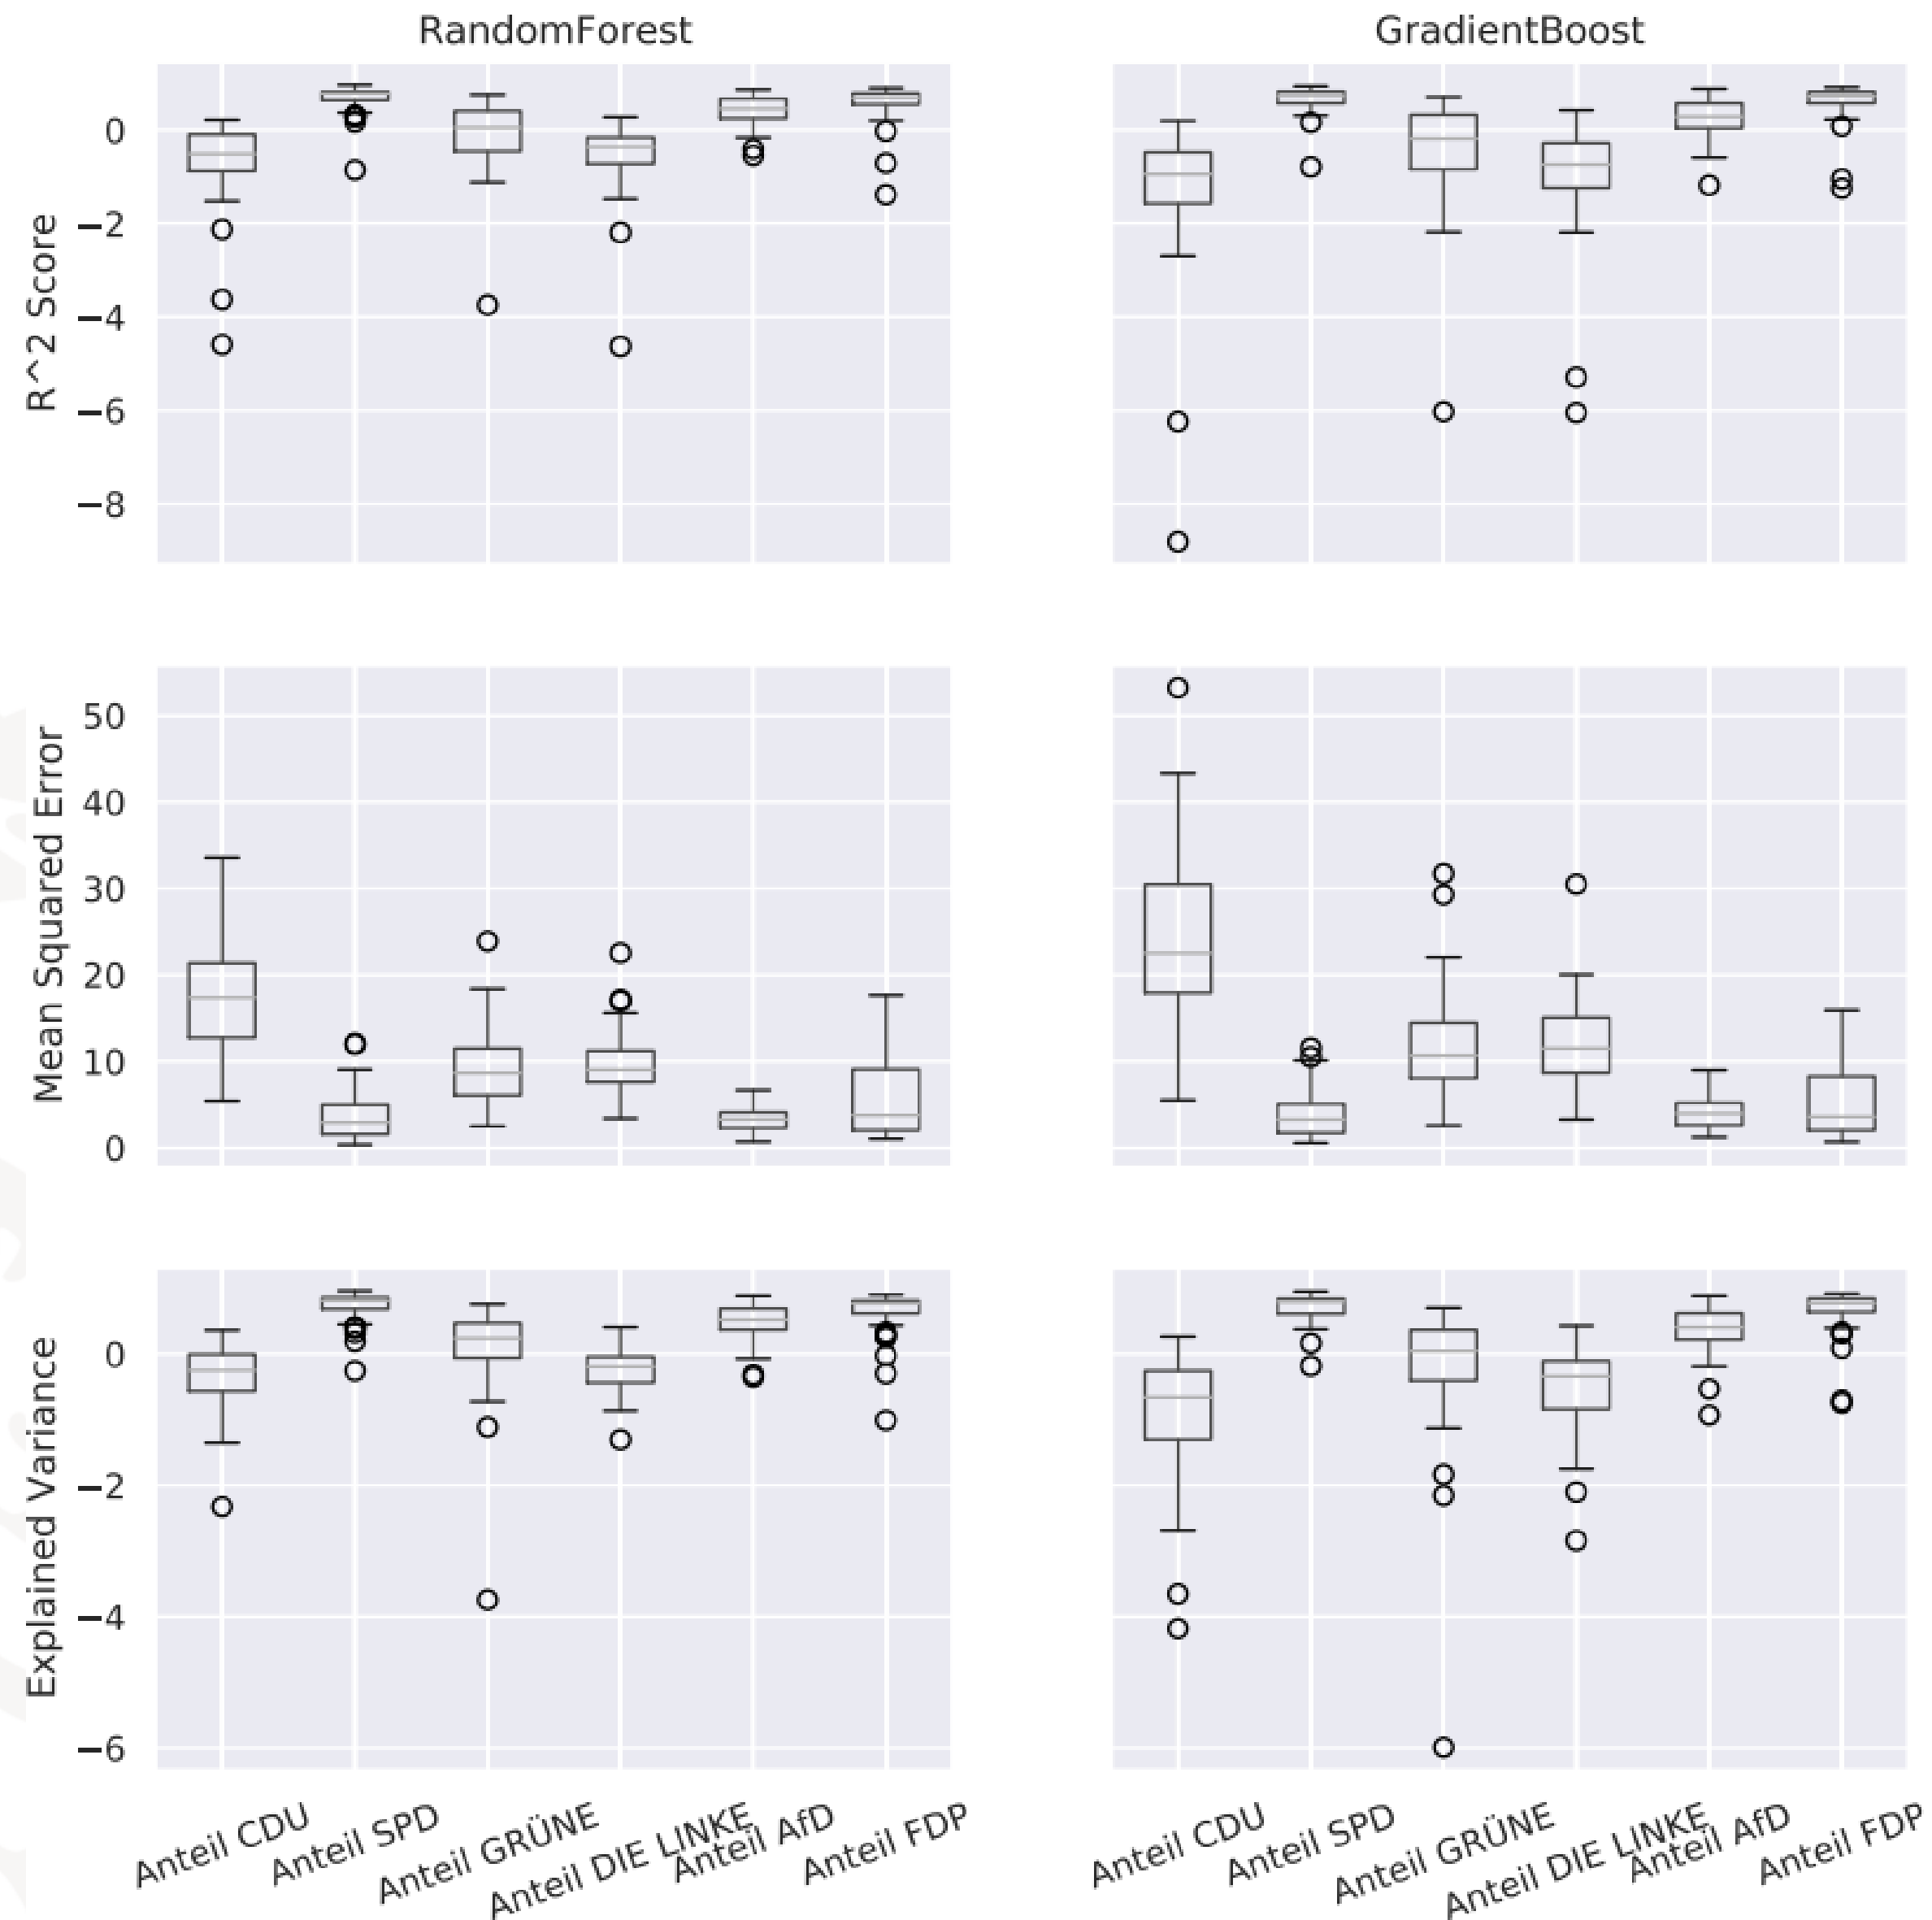 RandomForest
GradientBoost
R^2 Score
0
−2
−4
−6
−8
Mean Squared Error
50
40
30
20
10
0
Explained Variance
0
−2
−4
−6
Anteil CDU
Anteil SPD
Anteil GRÜNE
Anteil DIE LINKE
Anteil AfD
Anteil FDP
Anteil CDU
Anteil SPD
Anteil GRÜNE
Anteil DIE LINKE
Anteil AfD
Anteil FDP